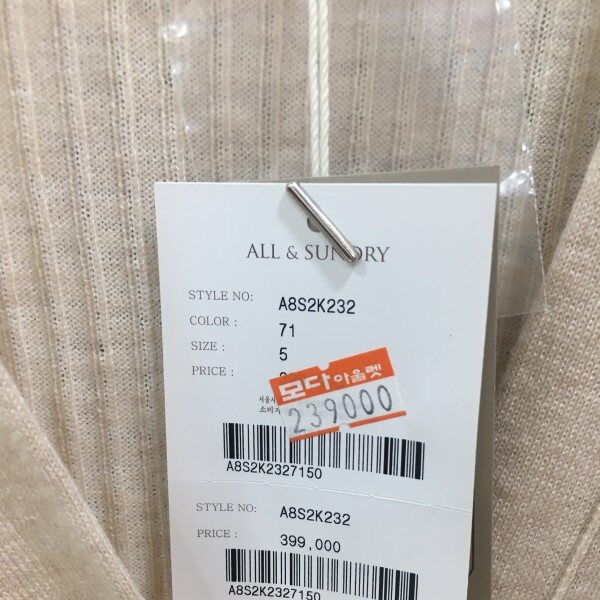 ALL & SUNDRY
STYLE NO: A8S2K232
COLOR : 71
SIZE : 5
PRICE :
모다아울렛
239000
A8S2K2327150
STYLE NO: A8S2K232
PRICE : 399,000
A8S2K2327150